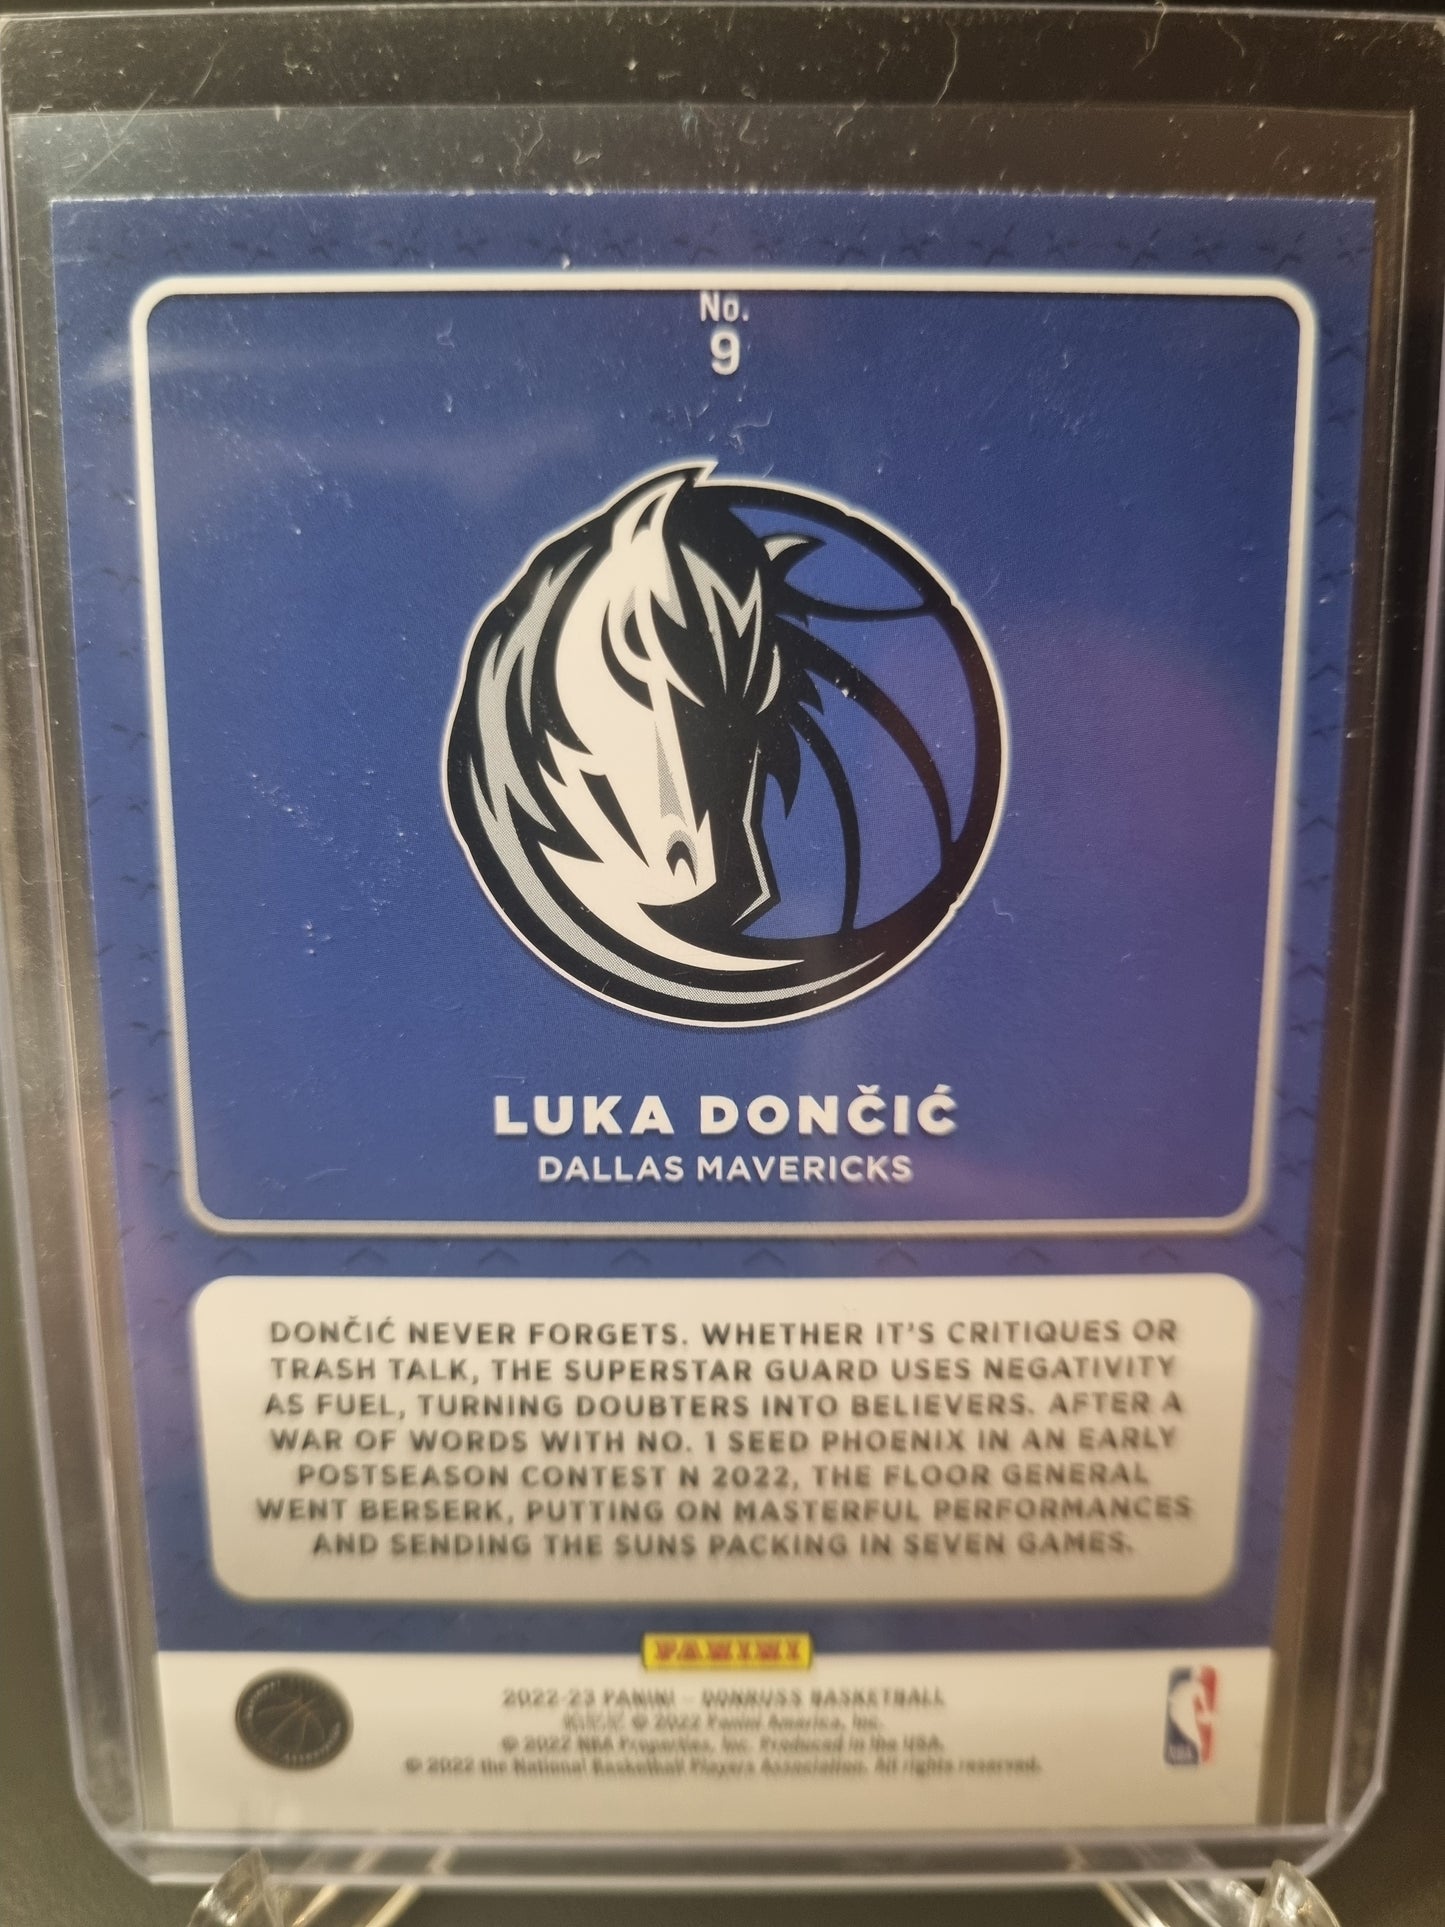 No.
9
LUKA DONČIĆ
DALLAS MAVERICKS
DONČIĆ NEVER FORGETS. WHETHER IT'S CRITIQUES OR
TRASH TALK, THE SUPERSTAR GUARD USES NEGATIVITY
AS FUEL, TURNING DOUBTERS INTO BELIEVERS. AFTER A
WAR OF WORDS WITH NO. 1 SEED PHOENIX IN AN EARLY
POSTSEASON CONTEST N 2022, THE FLOOR GENERAL
WENT BERSERK, PUTTING ON MASTERFUL PERFORMANCES
AND SENDING THE SUNS PACKING IN SEVEN GAMES.
PANINI
2022-23 PANINI - DONRUSS BASKETBALL
© 2022 Panini America, Inc.
© 2022 NBA Properties, Inc. Produced in the USA.
© 2022 the National Basketball Players Association. All rights reserved.
NBA